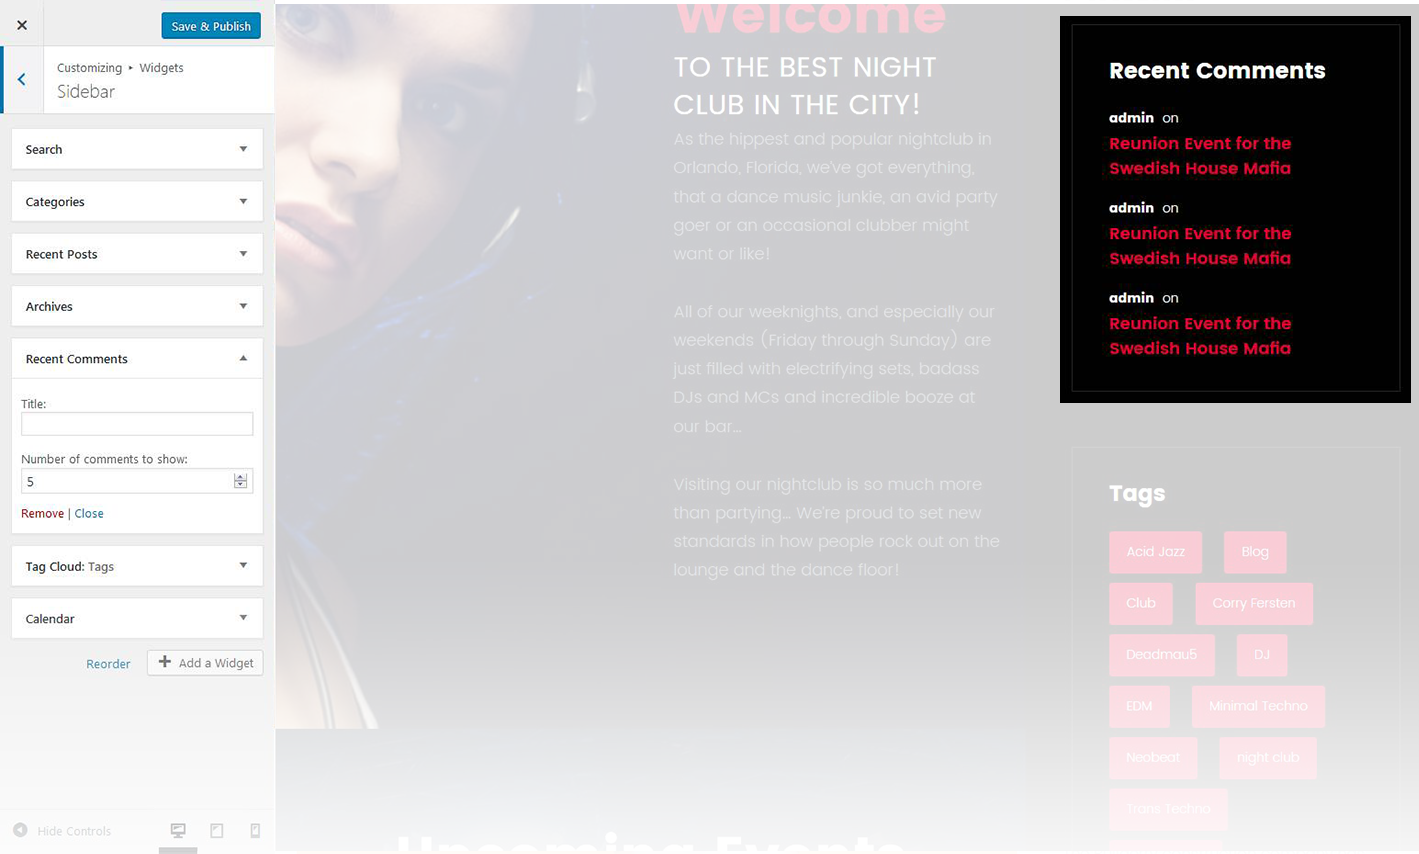 Save & Publish
Customizing ▸ Widgets
Sidebar
Search
Categories
Recent Posts
Archives
Recent Comments
Title:
Number of comments to show:
5
Remove | Close
Tag Cloud: Tags
Calendar
Reorder
Add a Widget
Hide Controls
Welcome
TO THE BEST NIGHT
CLUB IN THE CITY!
As the hippest and popular nightclub in
Orlando, Florida, we've got everything,
that a dance music junkie, an avid party
goer or an occasional clubber might
want or like!
All of our weeknights, and especially our
weekends (Friday through Sunday) are
just filled with electrifying sets, badass
DJs and MCs and incredible booze at
our bar...
Visiting our nightclub is so much more
than partying... We're proud to set new
standards in how people rock out on the
lounge and the dance floor!
Upcoming Events
Recent Comments
admin on
Reunion Event for the
Swedish House Mafia
admin on
Reunion Event for the
Swedish House Mafia
admin on
Reunion Event for the
Swedish House Mafia
Tags
Acid Jazz Blog
Club Corry Fersten
Deadmau5 DJ
EDM Minimal Techno
Neobeat night club
Trans Techno